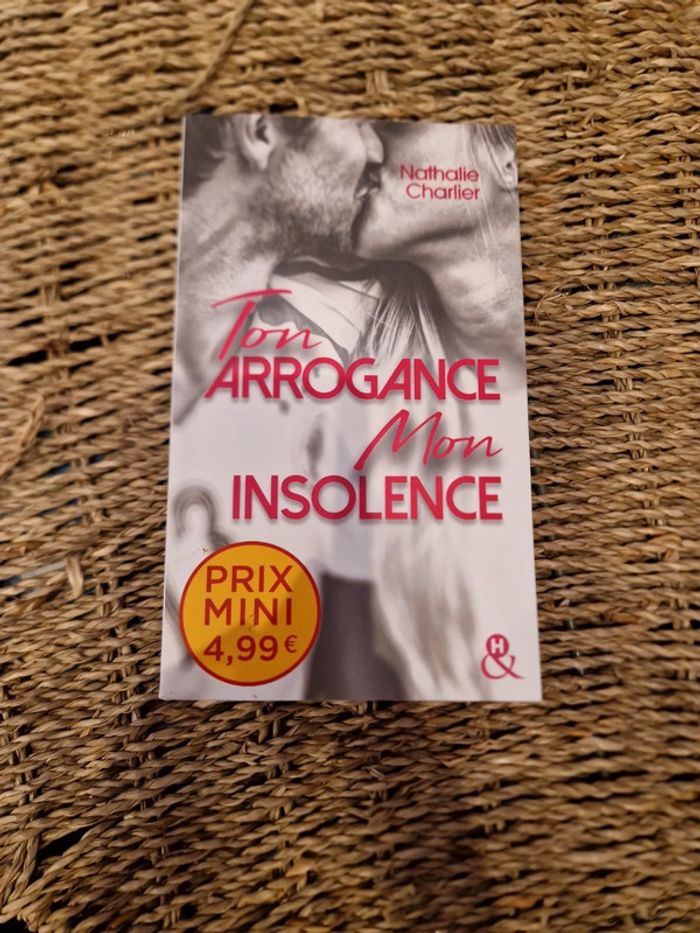 Nathalie
Charlier
Ton
ARROGANCE
Mon
INSOLENCE
PRIX
MINI
4,99 €
H
&